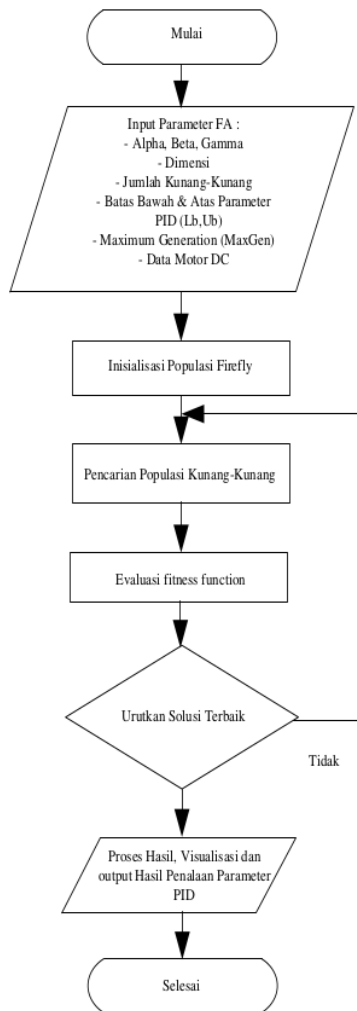 Mulai
Input Parameter FA :
- Alpha, Beta, Gamma
- Dimensi
- Jumlah Kunang-Kunang
- Batas Bawah & Atas Parameter
PID (Lb,Ub)
- Maximum Generation (MaxGen)
- Data Motor DC
Inisialisasi Populasi Firefly
Pencarian Populasi Kunang-Kunang
Evaluasi fitness function
Urutkan Solusi Terbaik
Tidak
Proses Hasil, Visualisasi dan
output Hasil Penalaan Parameter
PID
Selesai